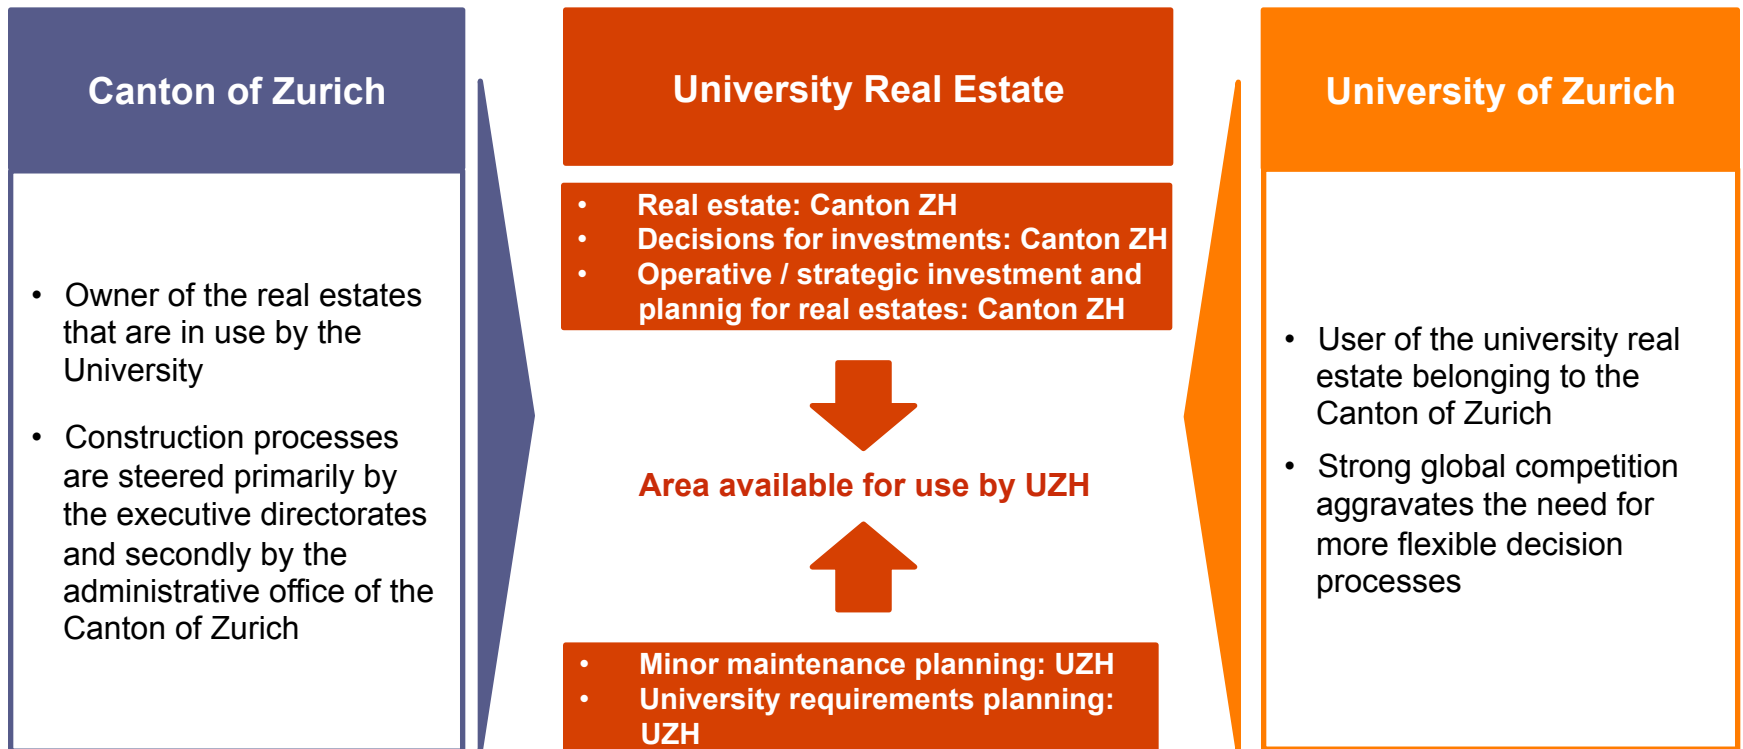 Canton of Zurich
• Owner of the real estates
that are in use by the
University
• Construction processes
are steered primarily by
the executive directorates
and secondly by the
administrative office of the
Canton of Zurich
University Real Estate
• Real estate: Canton ZH
• Decisions for investments: Canton ZH
• Operative / strategic investment and
plannig for real estates: Canton ZH
Area available for use by UZH
• Minor maintenance planning: UZH
• University requirements planning:
UZH
University of Zurich
• User of the university real
estate belonging to the
Canton of Zurich
• Strong global competition
aggravates the need for
more flexible decision
processes